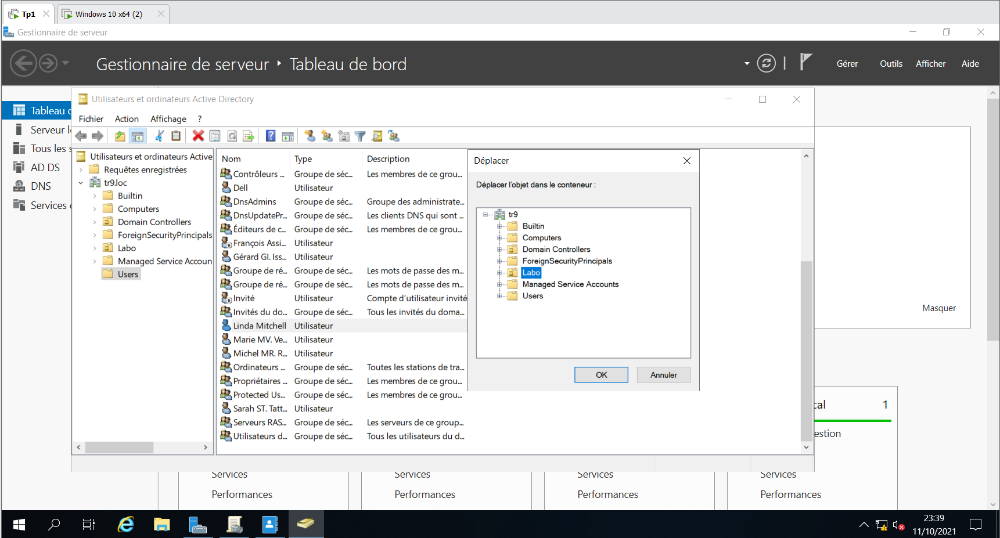 Tp1
Windows 10 x64 (2)
Gestionnaire de serveur
Gestionnaire de serveur
Tableau de bord
Gérer
Outils
Afficher
Aide
Tableau d
Serveur l
Tous les s
AD DS
DNS
Services
Utilisateurs et ordinateurs Active Directory
Fichier
Action
Affichage
?
Utilisateurs et ordinateurs Active
Requêtes enregistrées
tr9.loc
Builtin
Computers
Domain Controllers
ForeignSecurityPrincipals
Labo
Managed Service Accoun
Users
Nom Type Description
Contrôleurs ... Groupe de séc... Les membres de ce grou...
Dell Utilisateur
DnsAdmins Groupe de séc... Groupe des administrate...
DnsUpdatePr... Groupe de séc... Les clients DNS qui sont ...
Éditeurs de c... Groupe de séc... Les membres de ce grou...
François Assi... Utilisateur
Gérard GI. Iss... Utilisateur
Groupe de ré... Groupe de séc... Les mots de passe des m...
Groupe de ré... Groupe de séc... Les mots de passe des m...
Invité Utilisateur Compte d'utilisateur invité
Invités du do... Groupe de séc... Tous les invités du doma...
Linda Mitchell Utilisateur
Marie MV. Ve... Utilisateur
Michel MR. R... Utilisateur
Ordinateurs ... Groupe de séc... Toutes les stations de tra...
Propriétaires ... Groupe de séc... Les membres de ce grou...
Protected Us... Groupe de séc... Les membres de ce grou...
Sarah ST. Tatt... Utilisateur
Serveurs RAS... Groupe de séc... Les serveurs de ce group...
Utilisateurs d... Groupe de séc... Tous les utilisateurs du d...
Déplacer
Déplacer l'objet dans le conteneur :
tr9
Builtin
Computers
Domain Controllers
ForeignSecurityPrincipals
Labo
Managed Service Accounts
Users
OK
Annuler
Masquer
cal 1
estion
Services
Performances
Services
Performances
Services
Performances
Services
Performances
23:39
11/10/2021